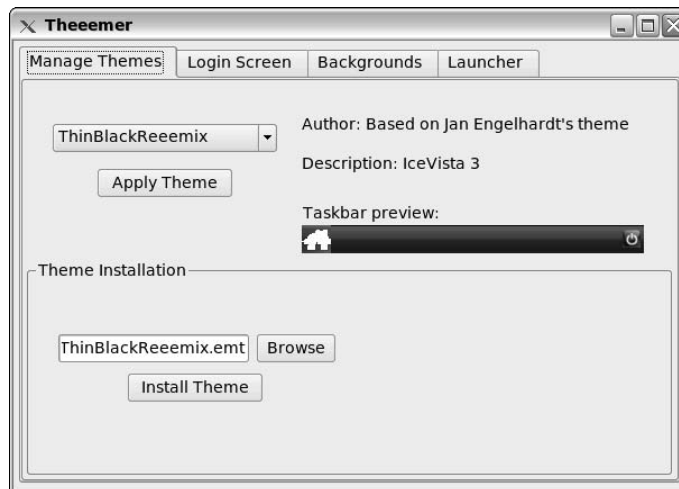 Theeemer
Manage Themes Login Screen Backgrounds Launcher
ThinBlackReeemix
Author: Based on Jan Engelhardt's theme
Apply Theme
Description: IceVista 3
Taskbar preview:
Theme Installation
ThinBlackReeemix.emt Browse
Install Theme